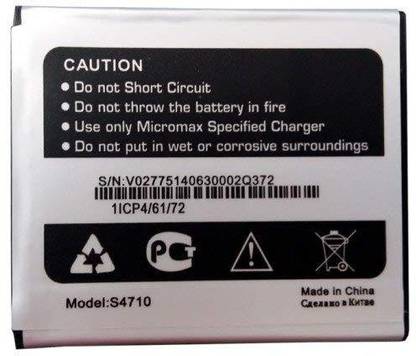 CAUTION
● Do not Short Circuit
● Do not throw the battery in fire
● Use only Micromax Specified Charger
● Do not put in wet or corrosive surroundings
S/N:V02775140630002Q372
1ICP4/61/72
РСТ
Model:S4710
Made in China
Сделано в Китае